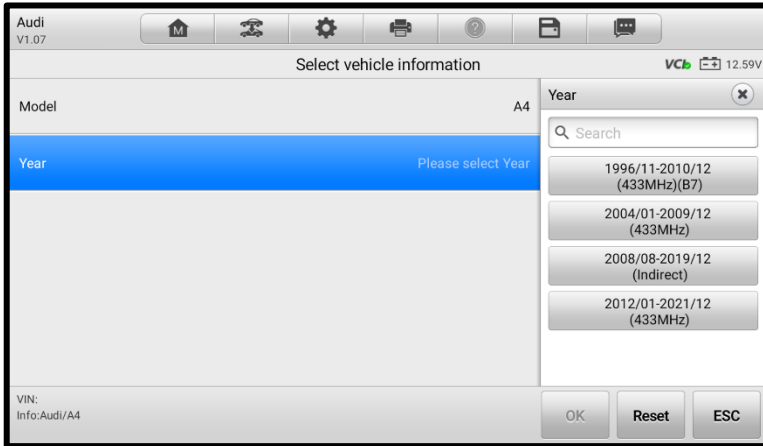 Audi
V1.07
M
?
Select vehicle information
VCI
12.59V
Model
A4
Year
Please select Year
Year
Search
1996/11-2010/12
(433MHz)(B7)
2004/01-2009/12
(433MHz)
2008/08-2019/12
(Indirect)
2012/01-2021/12
(433MHz)
VIN:
Info:Audi/A4
OK
Reset
ESC